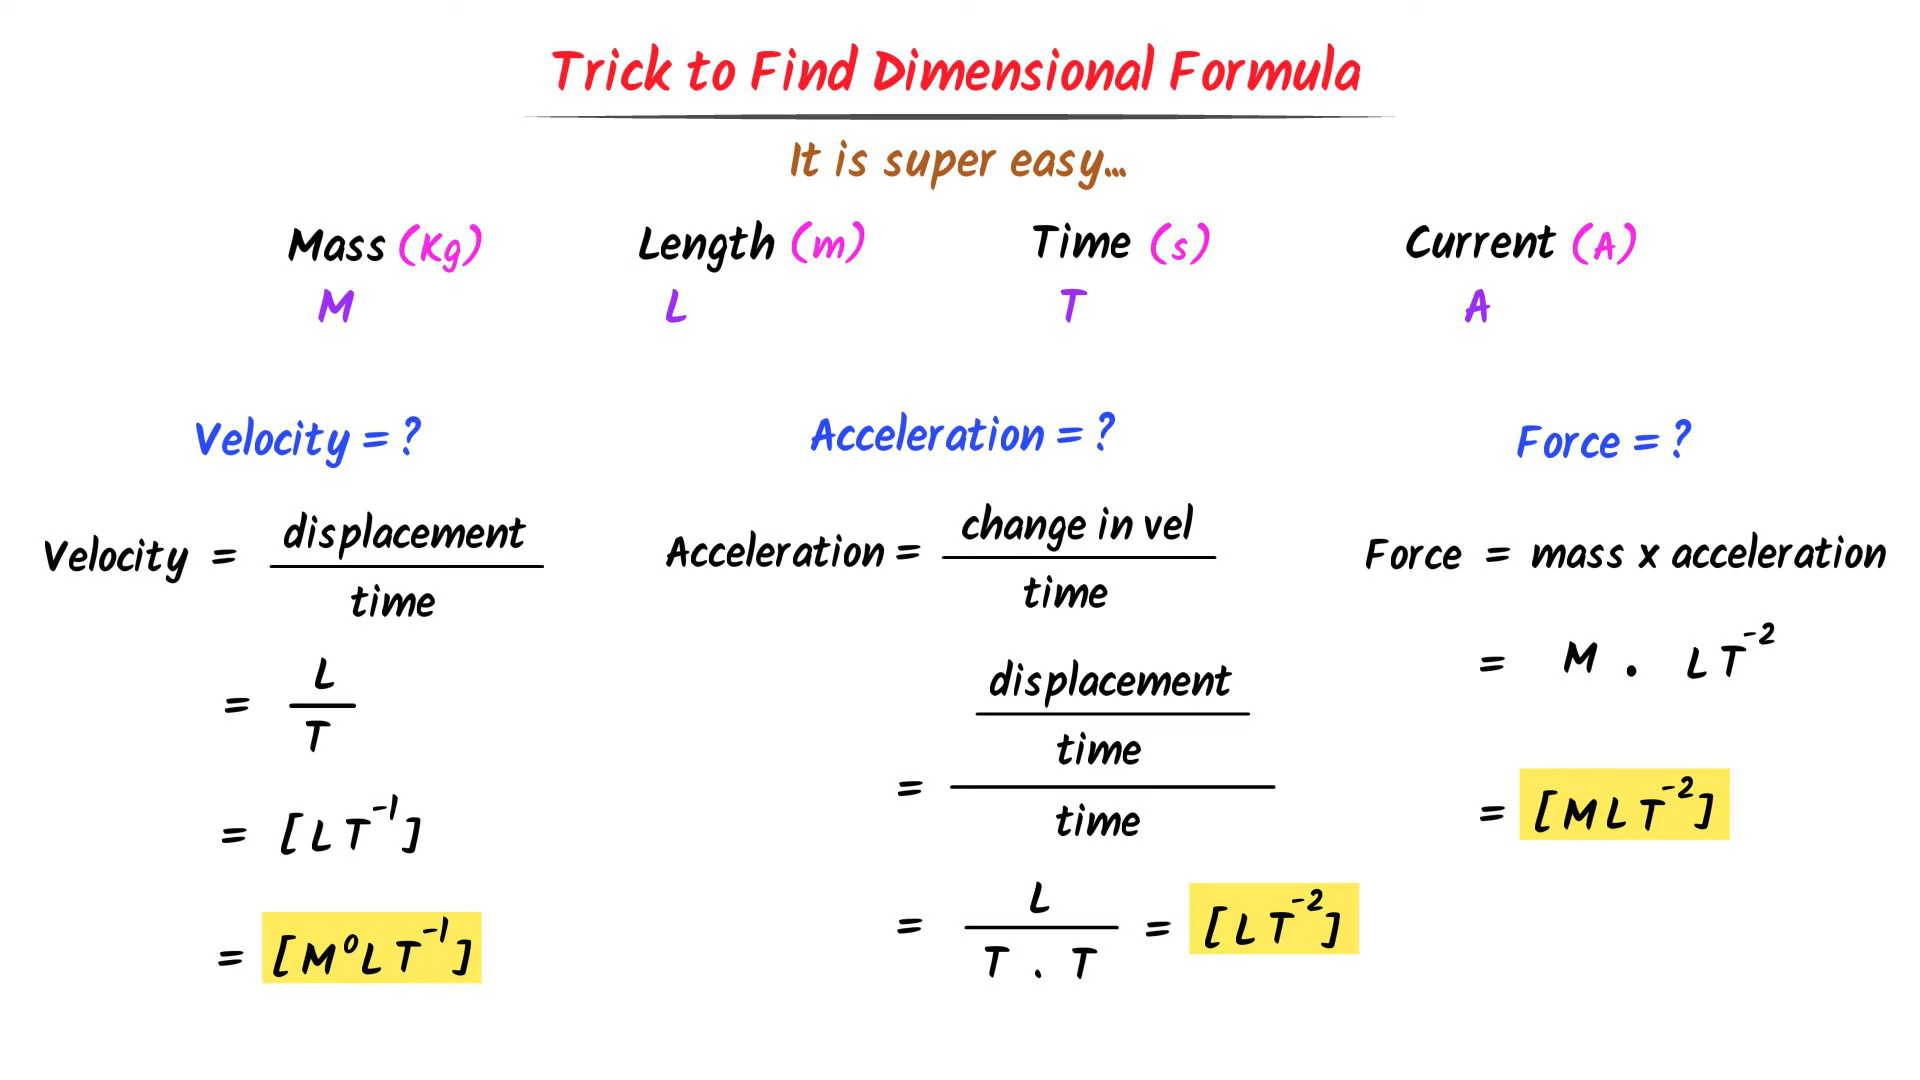 Trick to Find Dimensional Formula
It is super easy...
Mass (Kg) Length (m) Time (s) Current (A)
M L T A
Velocity = ?
Velocity = displacement
time
= L
T
= [L T⁻¹]
= [M⁰L T⁻¹]
Acceleration = ?
Acceleration = change in vel
time
displacement
time
=
time
= L
T . T
= [L T⁻²]
Force = ?
Force = mass x acceleration
= M . L T⁻²
= [M L T⁻²]